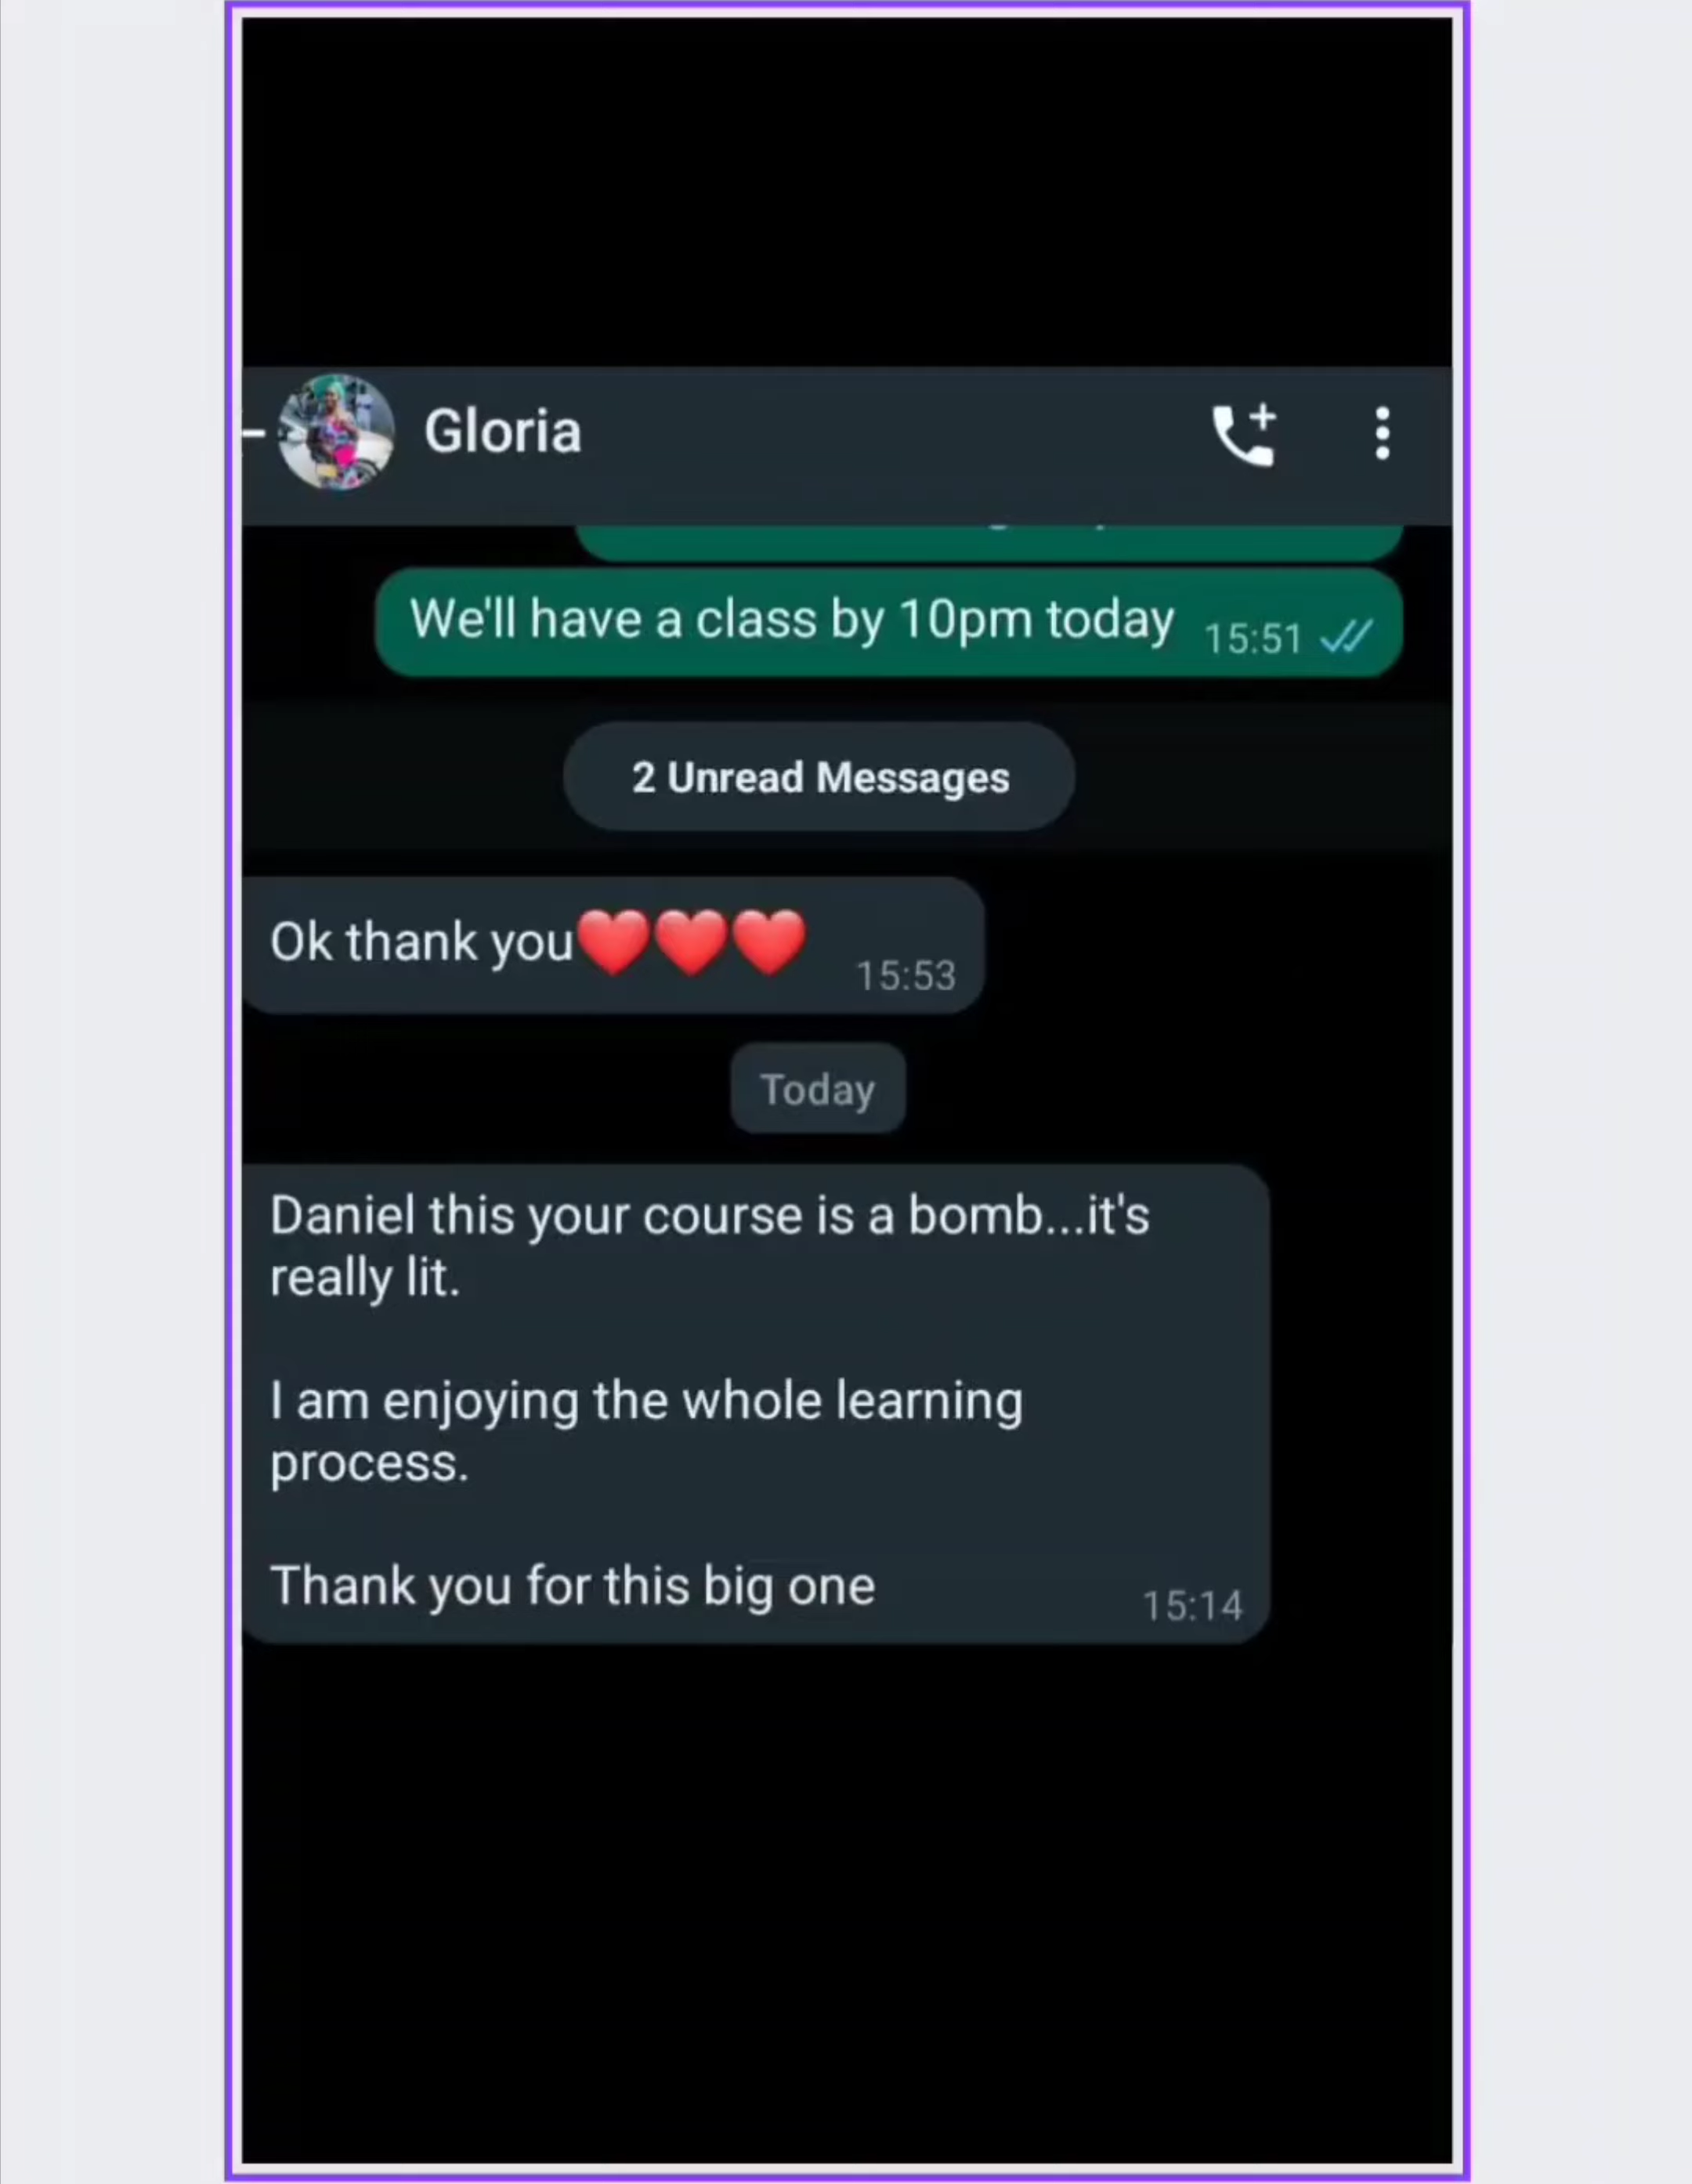 Gloria
We'll have a class by 10pm today 15:51
2 Unread Messages
Ok thank you❤️❤️❤️ 15:53
Today
Daniel this your course is a bomb...it's
really lit.
I am enjoying the whole learning
process.
Thank you for this big one 15:14